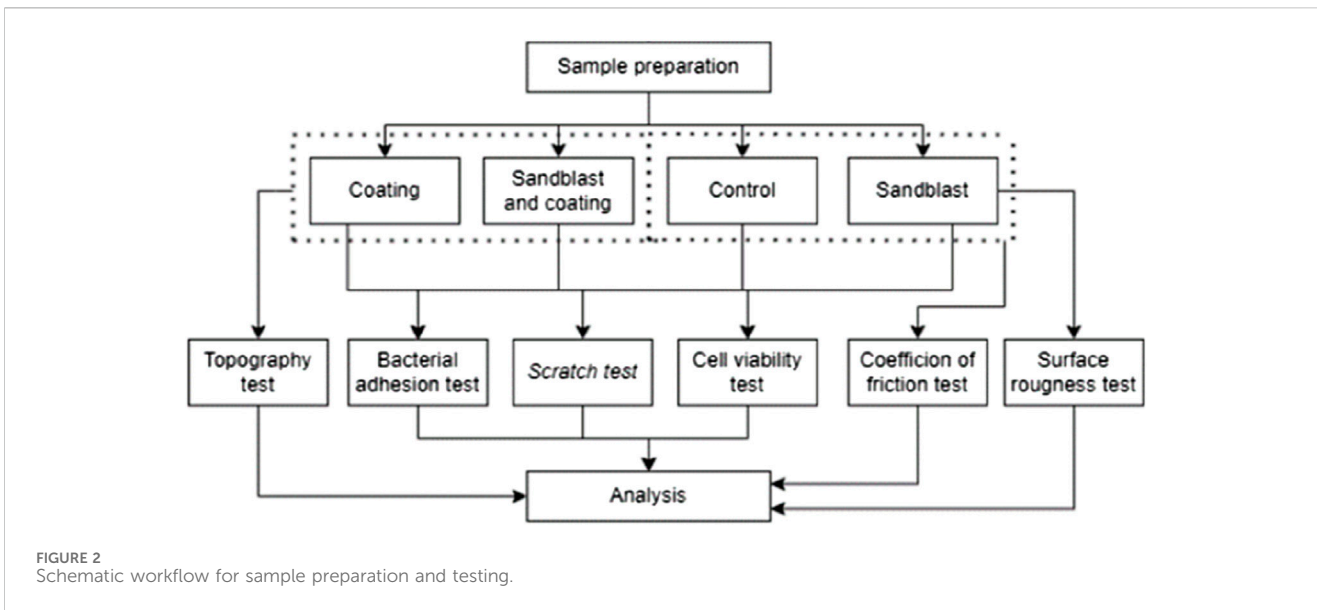 Sample preparation
Coating
Sandblast
and coating
Control
Sandblast
Topography
test
Bacterial
adhesion test
Scratch test
Cell viability
test
Coefficion of
friction test
Surface
rougness test
Analysis
FIGURE 2
Schematic workflow for sample preparation and testing.